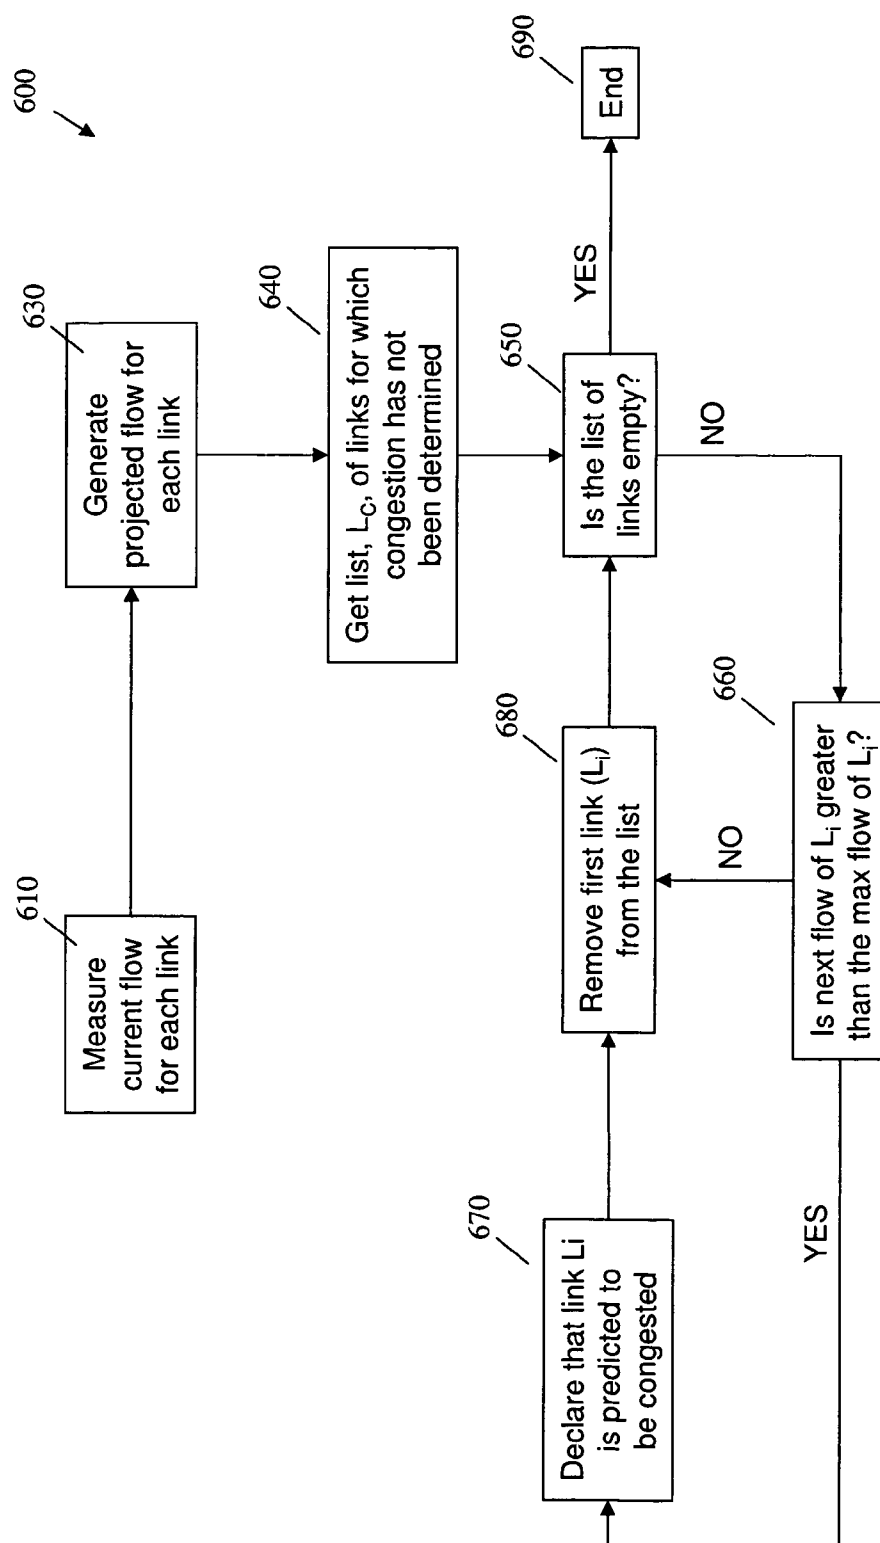 600
610
Measure
current flow
for each link
630
Generate
projected flow for
each link
640
Get list, L_C, of links for which
congestion has not
been determined
650
Is the list of
links empty?
YES
690
End
NO
660
Is next flow of L_i greater
than the max flow of L_i?
NO
YES
670
Declare that link Li
is predicted to
be congested
680
Remove first link (L_i)
from the list